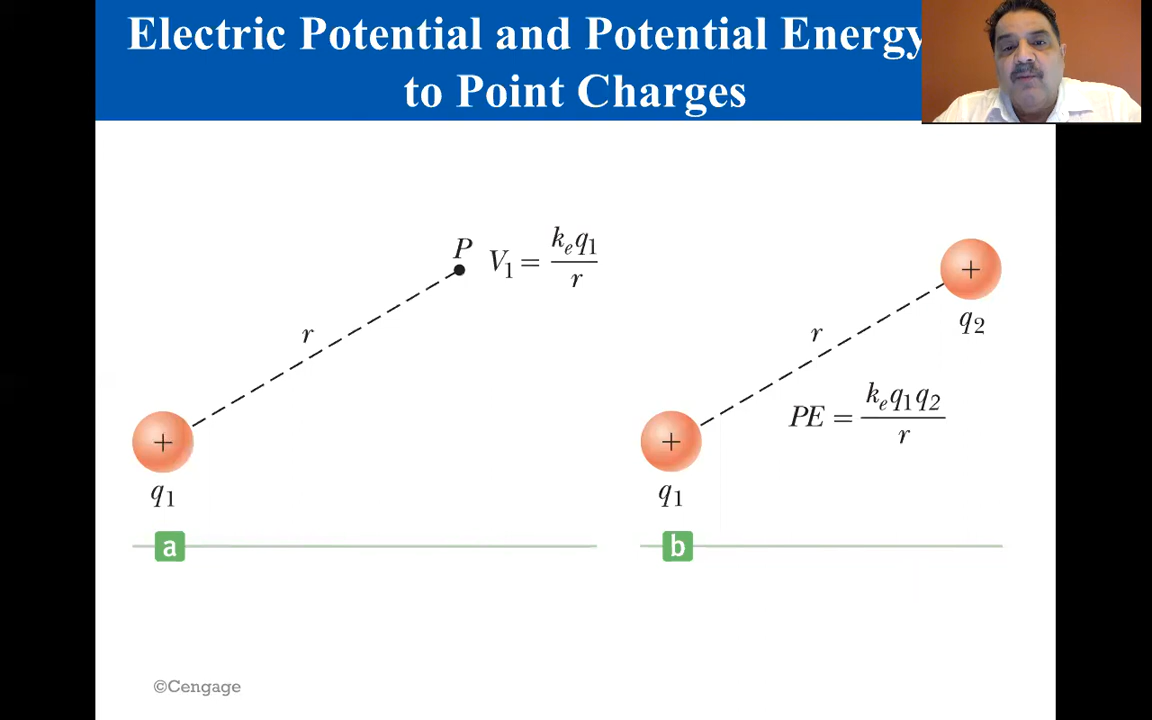 Electric Potential and Potential Energy
to Point Charges
P V₁ = kₑq₁/r
r
+
q₁
a
+
q₂
r
PE = kₑq₁q₂/r
+
q₁
b
©Cengage